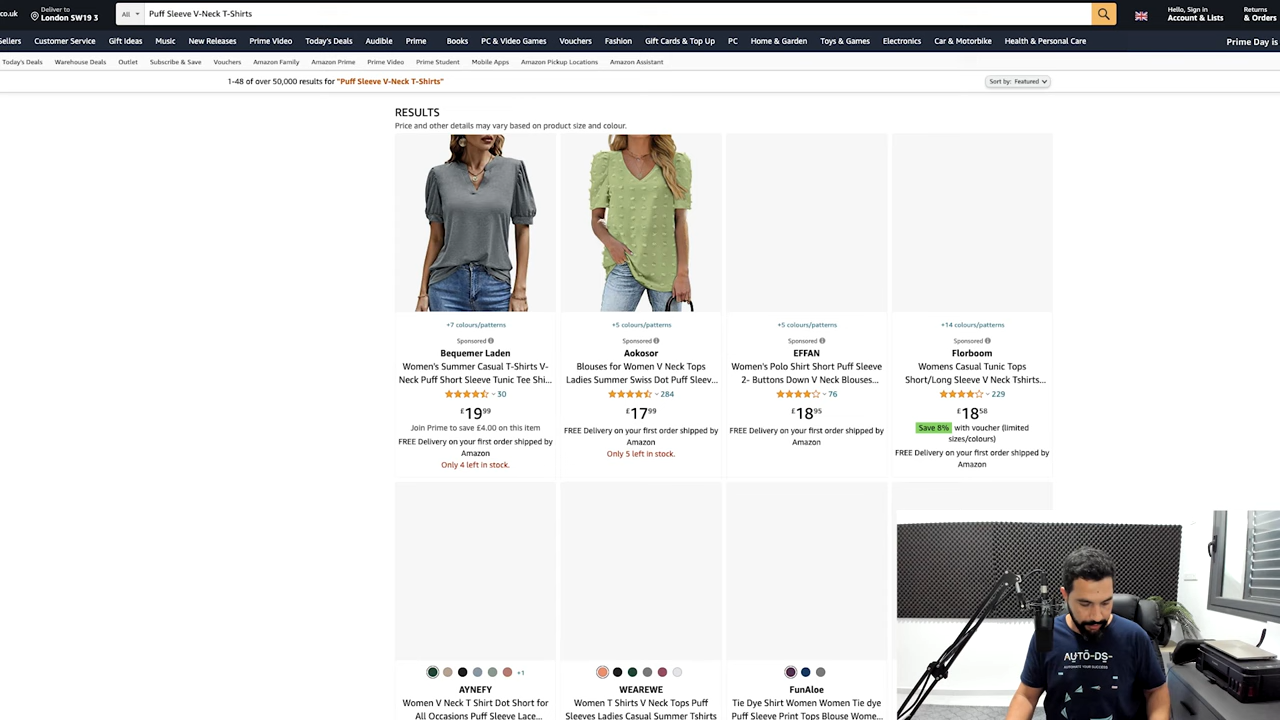 co.uk
Deliver to
London SW19 3
All
Puff Sleeve V-Neck T-Shirts
Hello, Sign in
Account & Lists
Returns
& Orders
Sellers
Customer Service
Gift Ideas
Music
New Releases
Prime Video
Today's Deals
Audible
Prime
Books
PC & Video Games
Vouchers
Fashion
Gift Cards & Top Up
PC
Home & Garden
Toys & Games
Electronics
Car & Motorbike
Health & Personal Care
Prime Day is
Today's Deals
Warehouse Deals
Outlet
Subscribe & Save
Vouchers
Amazon Family
Amazon Prime
Prime Video
Prime Student
Mobile Apps
Amazon Pickup Locations
Amazon Assistant
1-48 of over 50,000 results for "Puff Sleeve V-Neck T-Shirts"
Sort by: Featured
RESULTS
Price and other details may vary based on product size and colour.
+7 colours/patterns
Sponsored
Bequemer Laden
Women's Summer Casual T-Shirts V-
Neck Puff Short Sleeve Tunic Tee Shi...
30
£19.99
Join Prime to save £4.00 on this item
FREE Delivery on your first order shipped by
Amazon
Only 4 left in stock.
+5 colours/patterns
Sponsored
Aokosor
Blouses for Women V Neck Tops
Ladies Summer Swiss Dot Puff Sleev...
284
£17.99
FREE Delivery on your first order shipped by
Amazon
Only 5 left in stock.
+5 colours/patterns
Sponsored
EFFAN
Women's Polo Shirt Short Puff Sleeve
2- Buttons Down V Neck Blouses...
76
£18.95
FREE Delivery on your first order shipped by
Amazon
+14 colours/patterns
Sponsored
Florboom
Womens Casual Tunic Tops
Short/Long Sleeve V Neck Tshirts...
229
£18.58
Save 8% with voucher (limited
sizes/colours)
FREE Delivery on your first order shipped by
Amazon
+1
AYNEFY
Women V Neck T Shirt Dot Short for
All Occasions Puff Sleeve Lace...
WEAREWE
Women T Shirts V Neck Tops Puff
Sleeves Ladies Casual Summer Tshirts
FunAloe
Tie Dye Shirt Women Women Tie dye
Puff Sleeve Print Tops Blouse Wome...
AUTO-DS-
AUTOMATE YOUR SUCCESS